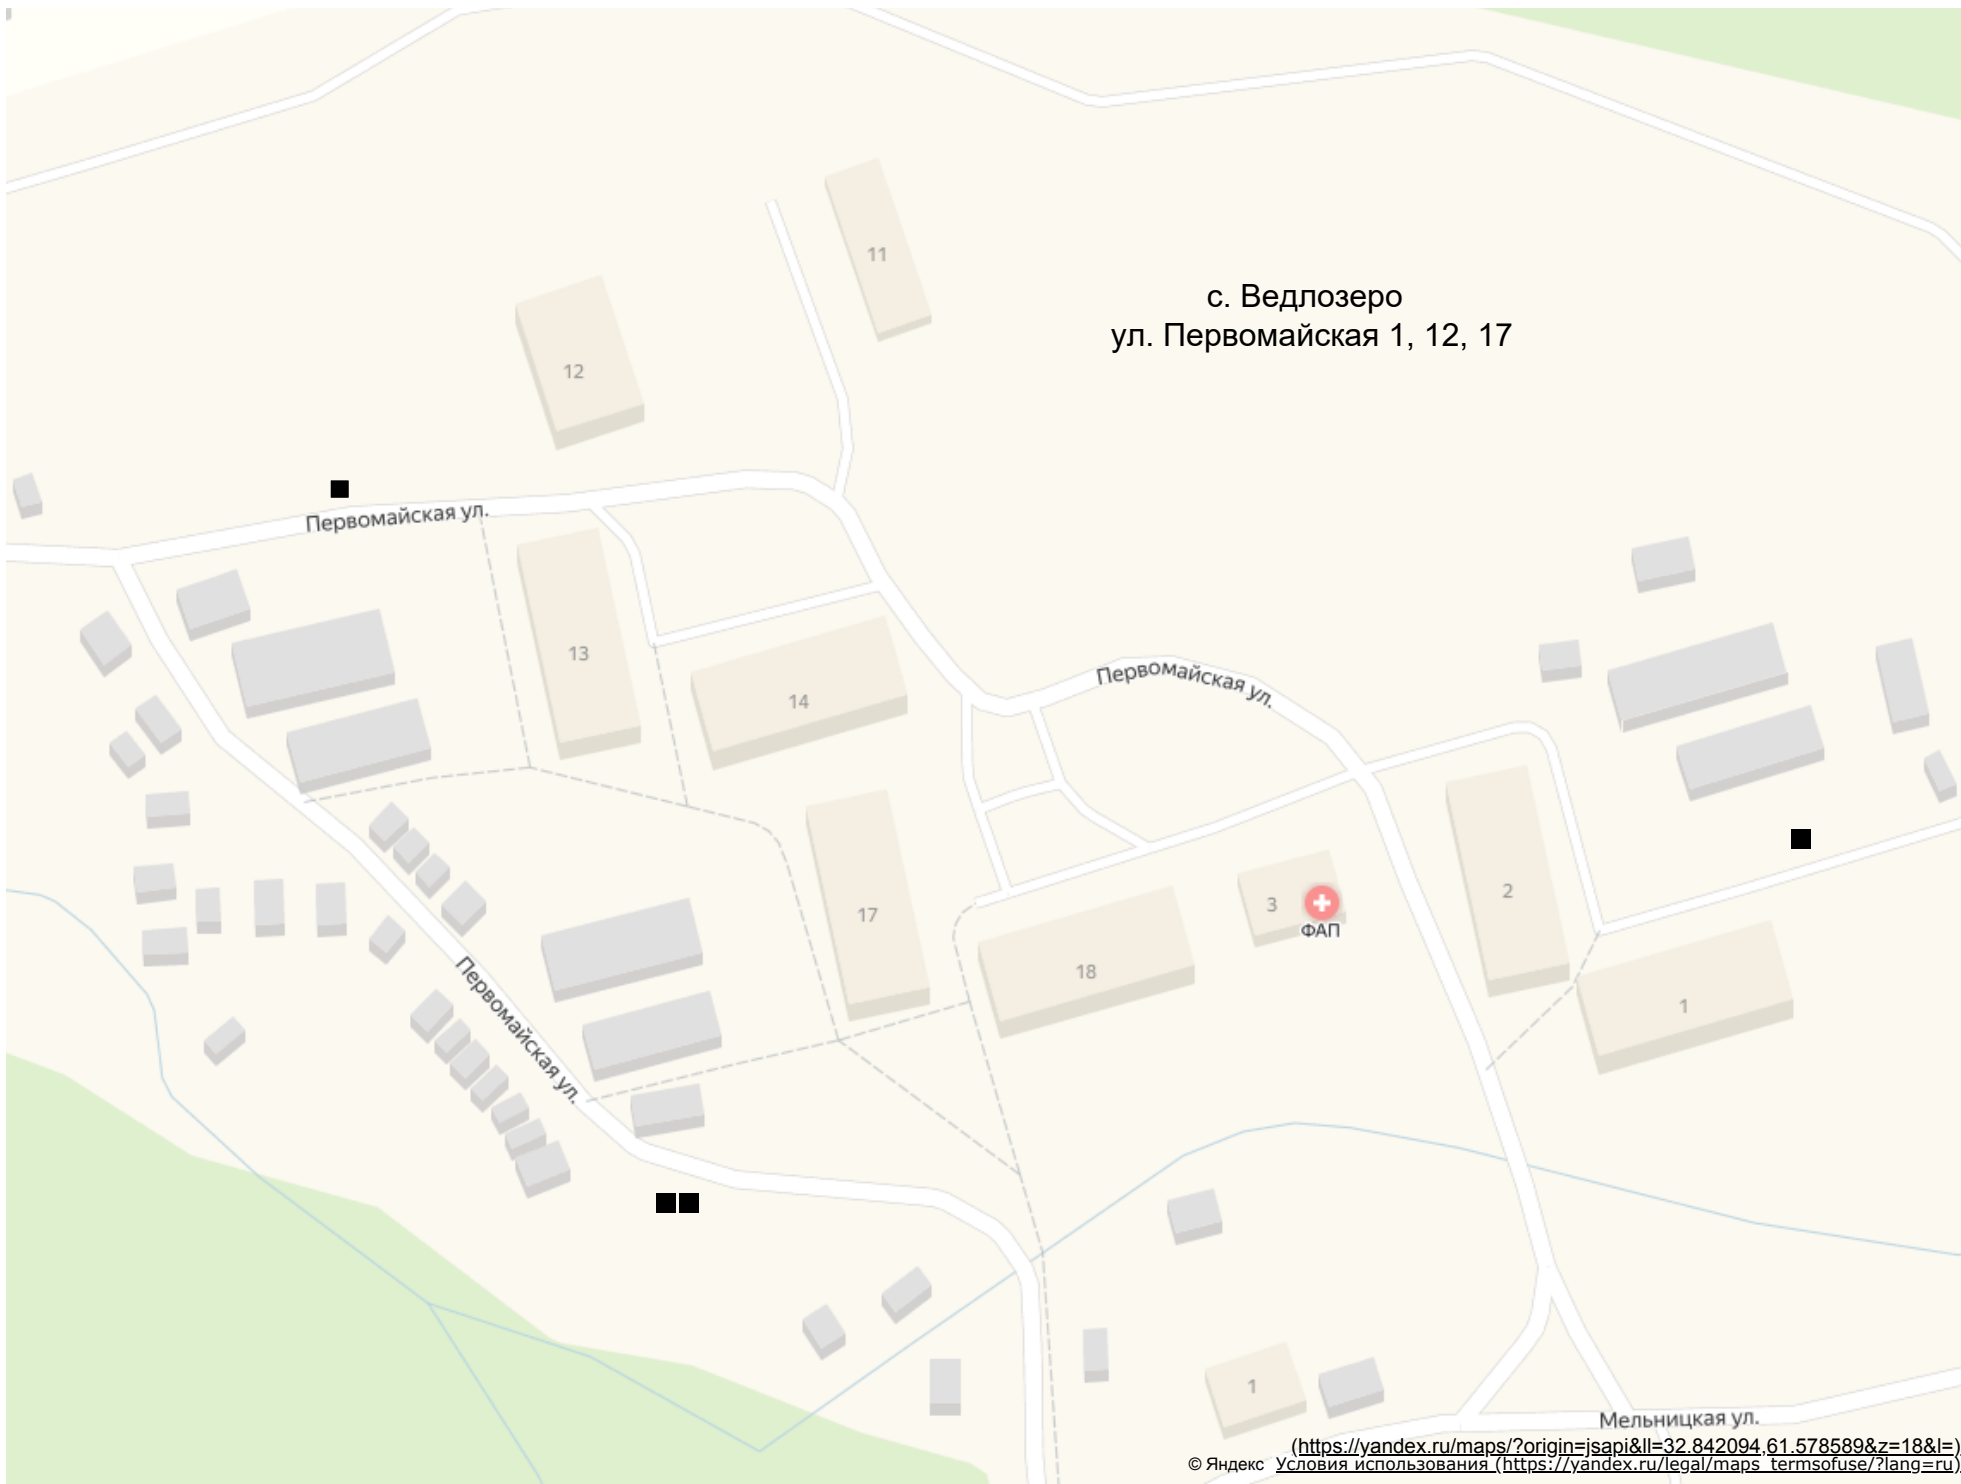 11
с. Ведлозеро
ул. Первомайская 1, 12, 17
12
Первомайская ул.
13
14
Первомайская ул.
17
18
3
ФАП
2
1
Первомайская ул.
1
Мельницкая ул.
(https://yandex.ru/maps/?origin=jsapi&ll=32.842094,61.578589&z=18&l=)
© Яндекс Условия использования (https://yandex.ru/legal/maps_termsofuse/?lang=ru)